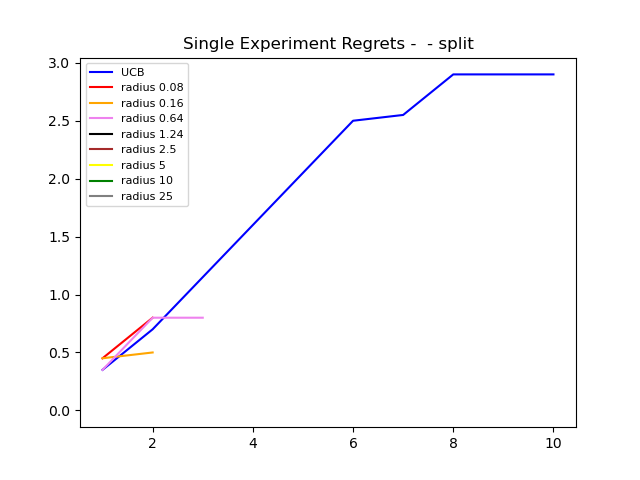 Single Experiment Regrets -  - split
3.0
2.5
2.0
1.5
1.0
0.5
0.0
UCB
radius 0.08
radius 0.16
radius 0.64
radius 1.24
radius 2.5
radius 5
radius 10
radius 25
2 4 6 8 10